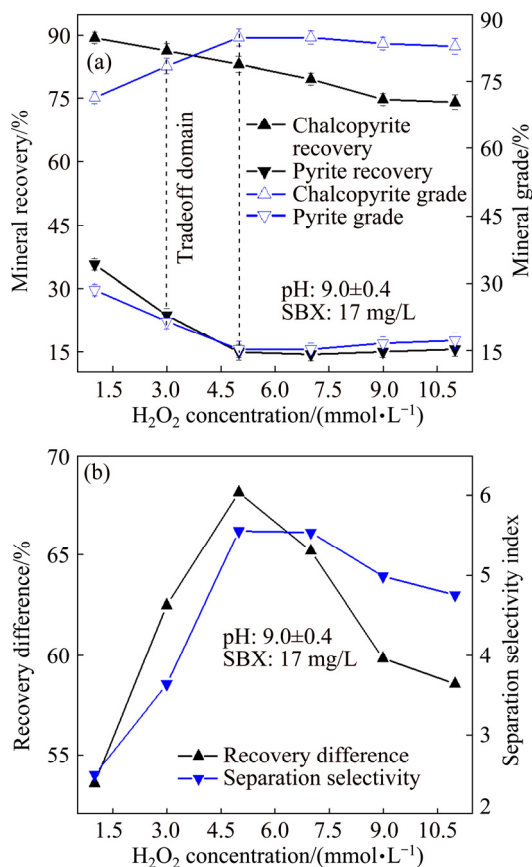 (a)
Mineral recovery/%
90
75
60
45
30
15
Mineral grade/%
90
75
60
45
30
15
Tradeoff domain
Chalcopyrite
recovery
Pyrite recovery
Chalcopyrite grade
Pyrite grade
pH: 9.0±0.4
SBX: 17 mg/L
1.5 3.0 4.5 6.0 7.5 9.0 10.5
H₂O₂ concentration/(mmol·L⁻¹)
(b)
Recovery difference/%
70
65
60
54
Separation selectivity index
6
5
4
3
2
pH: 9.0±0.4
SBX: 17 mg/L
Recovery difference
Separation selectivity
1.5 3.0 4.5 6.0 7.5 9.0 10.5
H₂O₂ concentration/(mmol·L⁻¹)